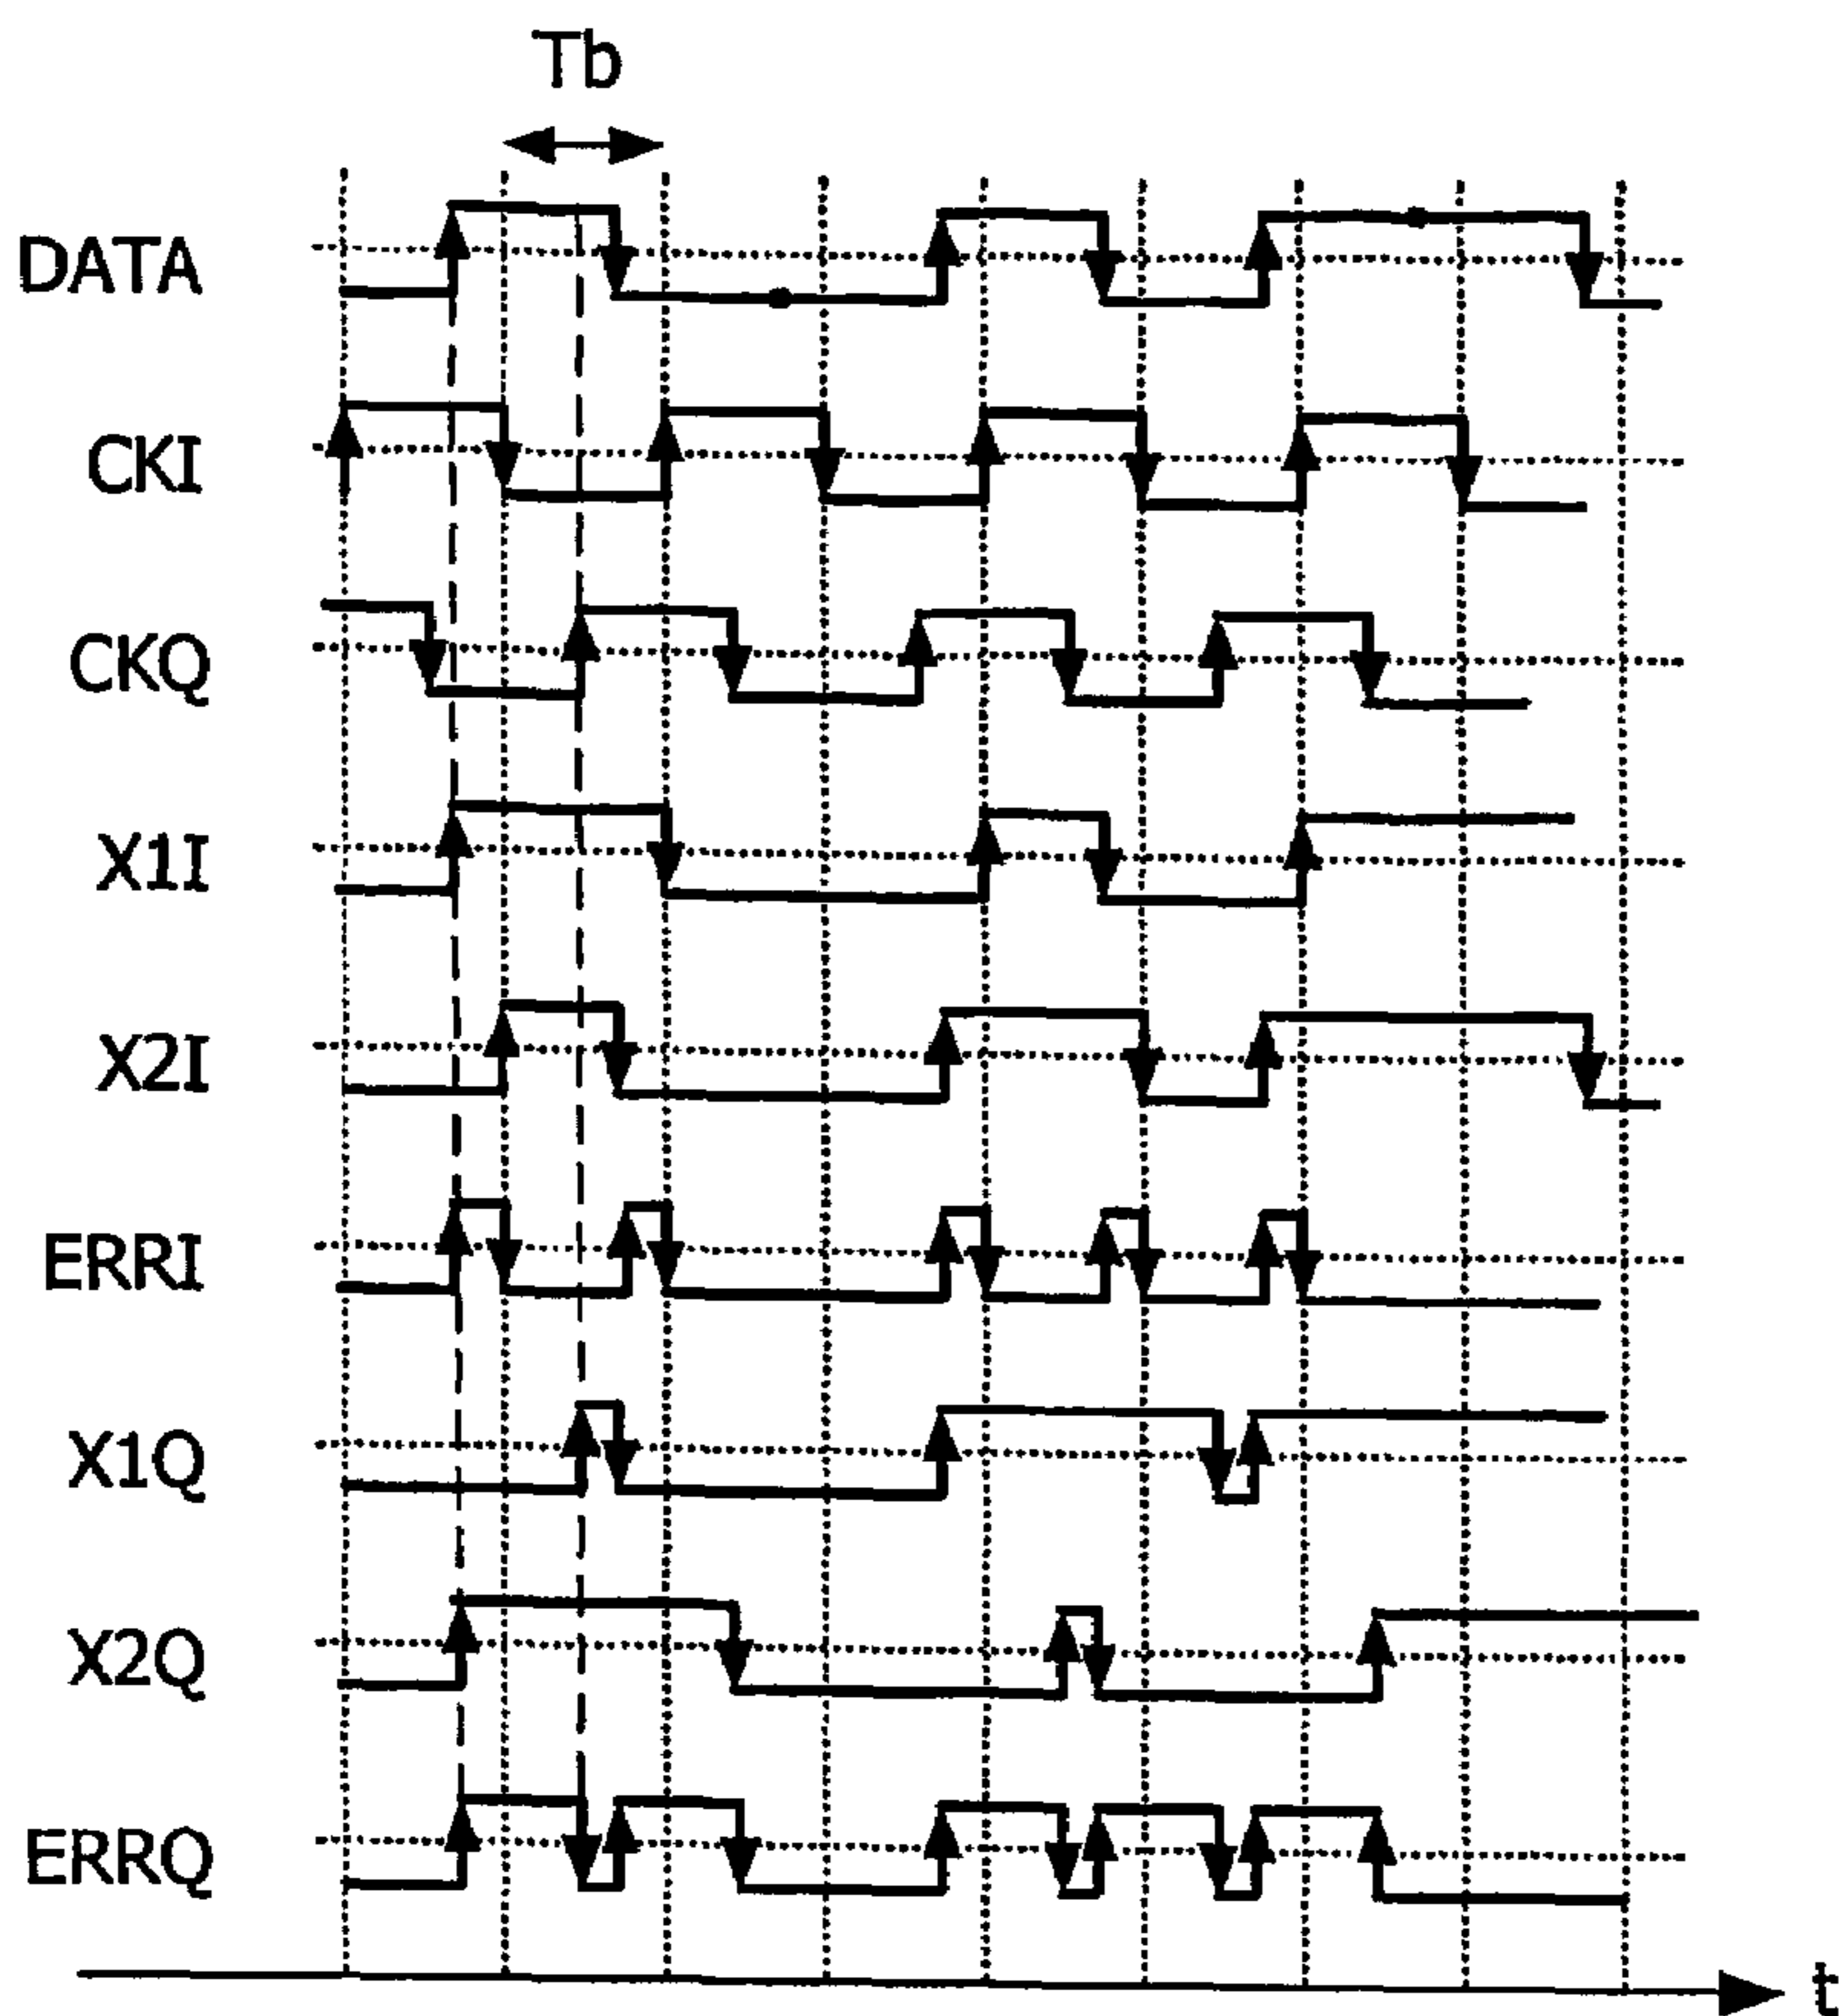 Tb
DATA
CKI
CKQ
X1I
X2I
ERRI
X1Q
X2Q
ERRQ
t